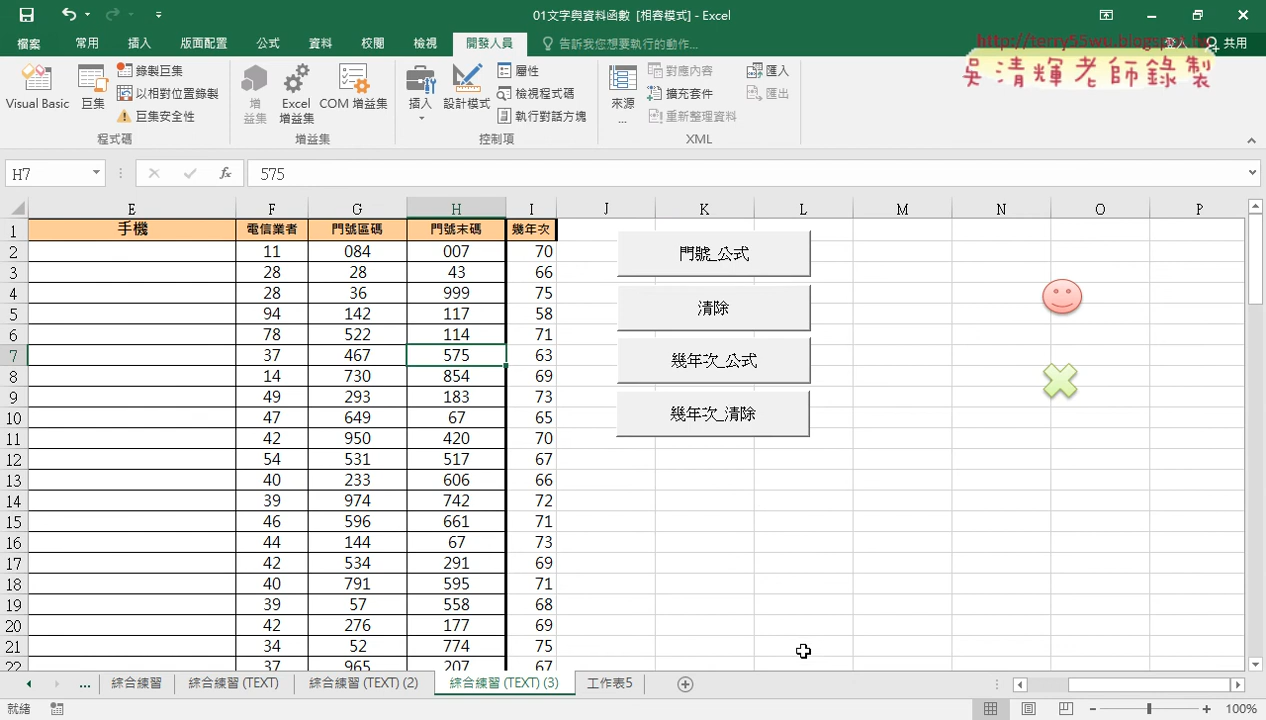 01文字與資料函數 [相容模式] - Excel
http://terry55wu.blogspot.tw
吳清輝老師錄製
檔案 常用 插入 版面配置 公式 資料 校閱 檢視 開發人員 告訴我您想要執行的動作... 登入 共用
Visual Basic 巨集 錄製巨集 以相對位置錄製 巨集安全性 程式碼
增益集 Excel 增益集 COM 增益集 增益集
插入 設計模式 屬性 檢視程式碼 執行對話方塊 控制項
來源... 對應內容 擴充套件 重新整理資料 匯入 匯出 XML
H7 fx 575
E F G H I J K L M N O P
1 手機 電信業者 門號區碼 門號末碼 幾年次
2 11 084 007 70
3 28 28 43 66
4 28 36 999 75
5 94 142 117 58
6 78 522 114 71
7 37 467 575 63
8 14 730 854 69
9 49 293 183 73
10 47 649 67 65
11 42 950 420 70
12 54 531 517 67
13 40 233 606 66
14 39 974 742 72
15 46 596 661 71
16 44 144 67 73
17 42 534 291 69
18 40 791 595 71
19 39 57 558 68
20 42 276 177 69
21 34 52 774 75
22 37 965 207 67
門號_公式
清除
幾年次_公式
幾年次_清除
... 綜合練習 綜合練習 (TEXT) 綜合練習 (TEXT) (2) 綜合練習 (TEXT) (3) 工作表5
就緒 100%